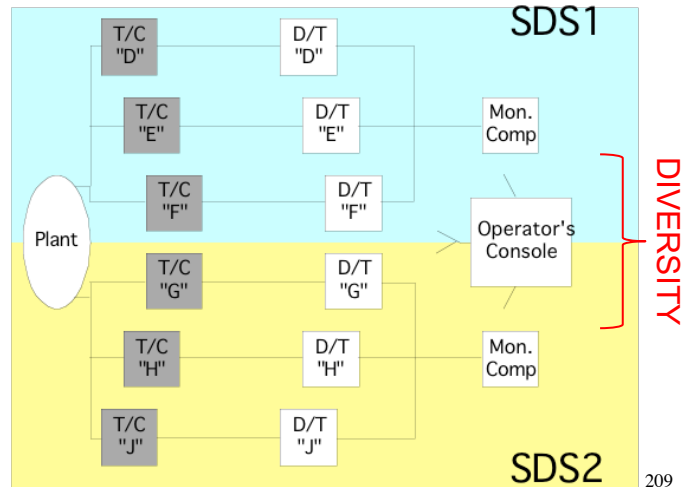 SDS1
T/C
"D"
D/T
"D"
T/C
"E"
D/T
"E"
Mon.
Comp
T/C
"F"
D/T
"F"
Plant
Operator's
Console
DIVERSITY
T/C
"G"
D/T
"G"
T/C
"H"
D/T
"H"
Mon.
Comp
T/C
"J"
D/T
"J"
SDS2
209